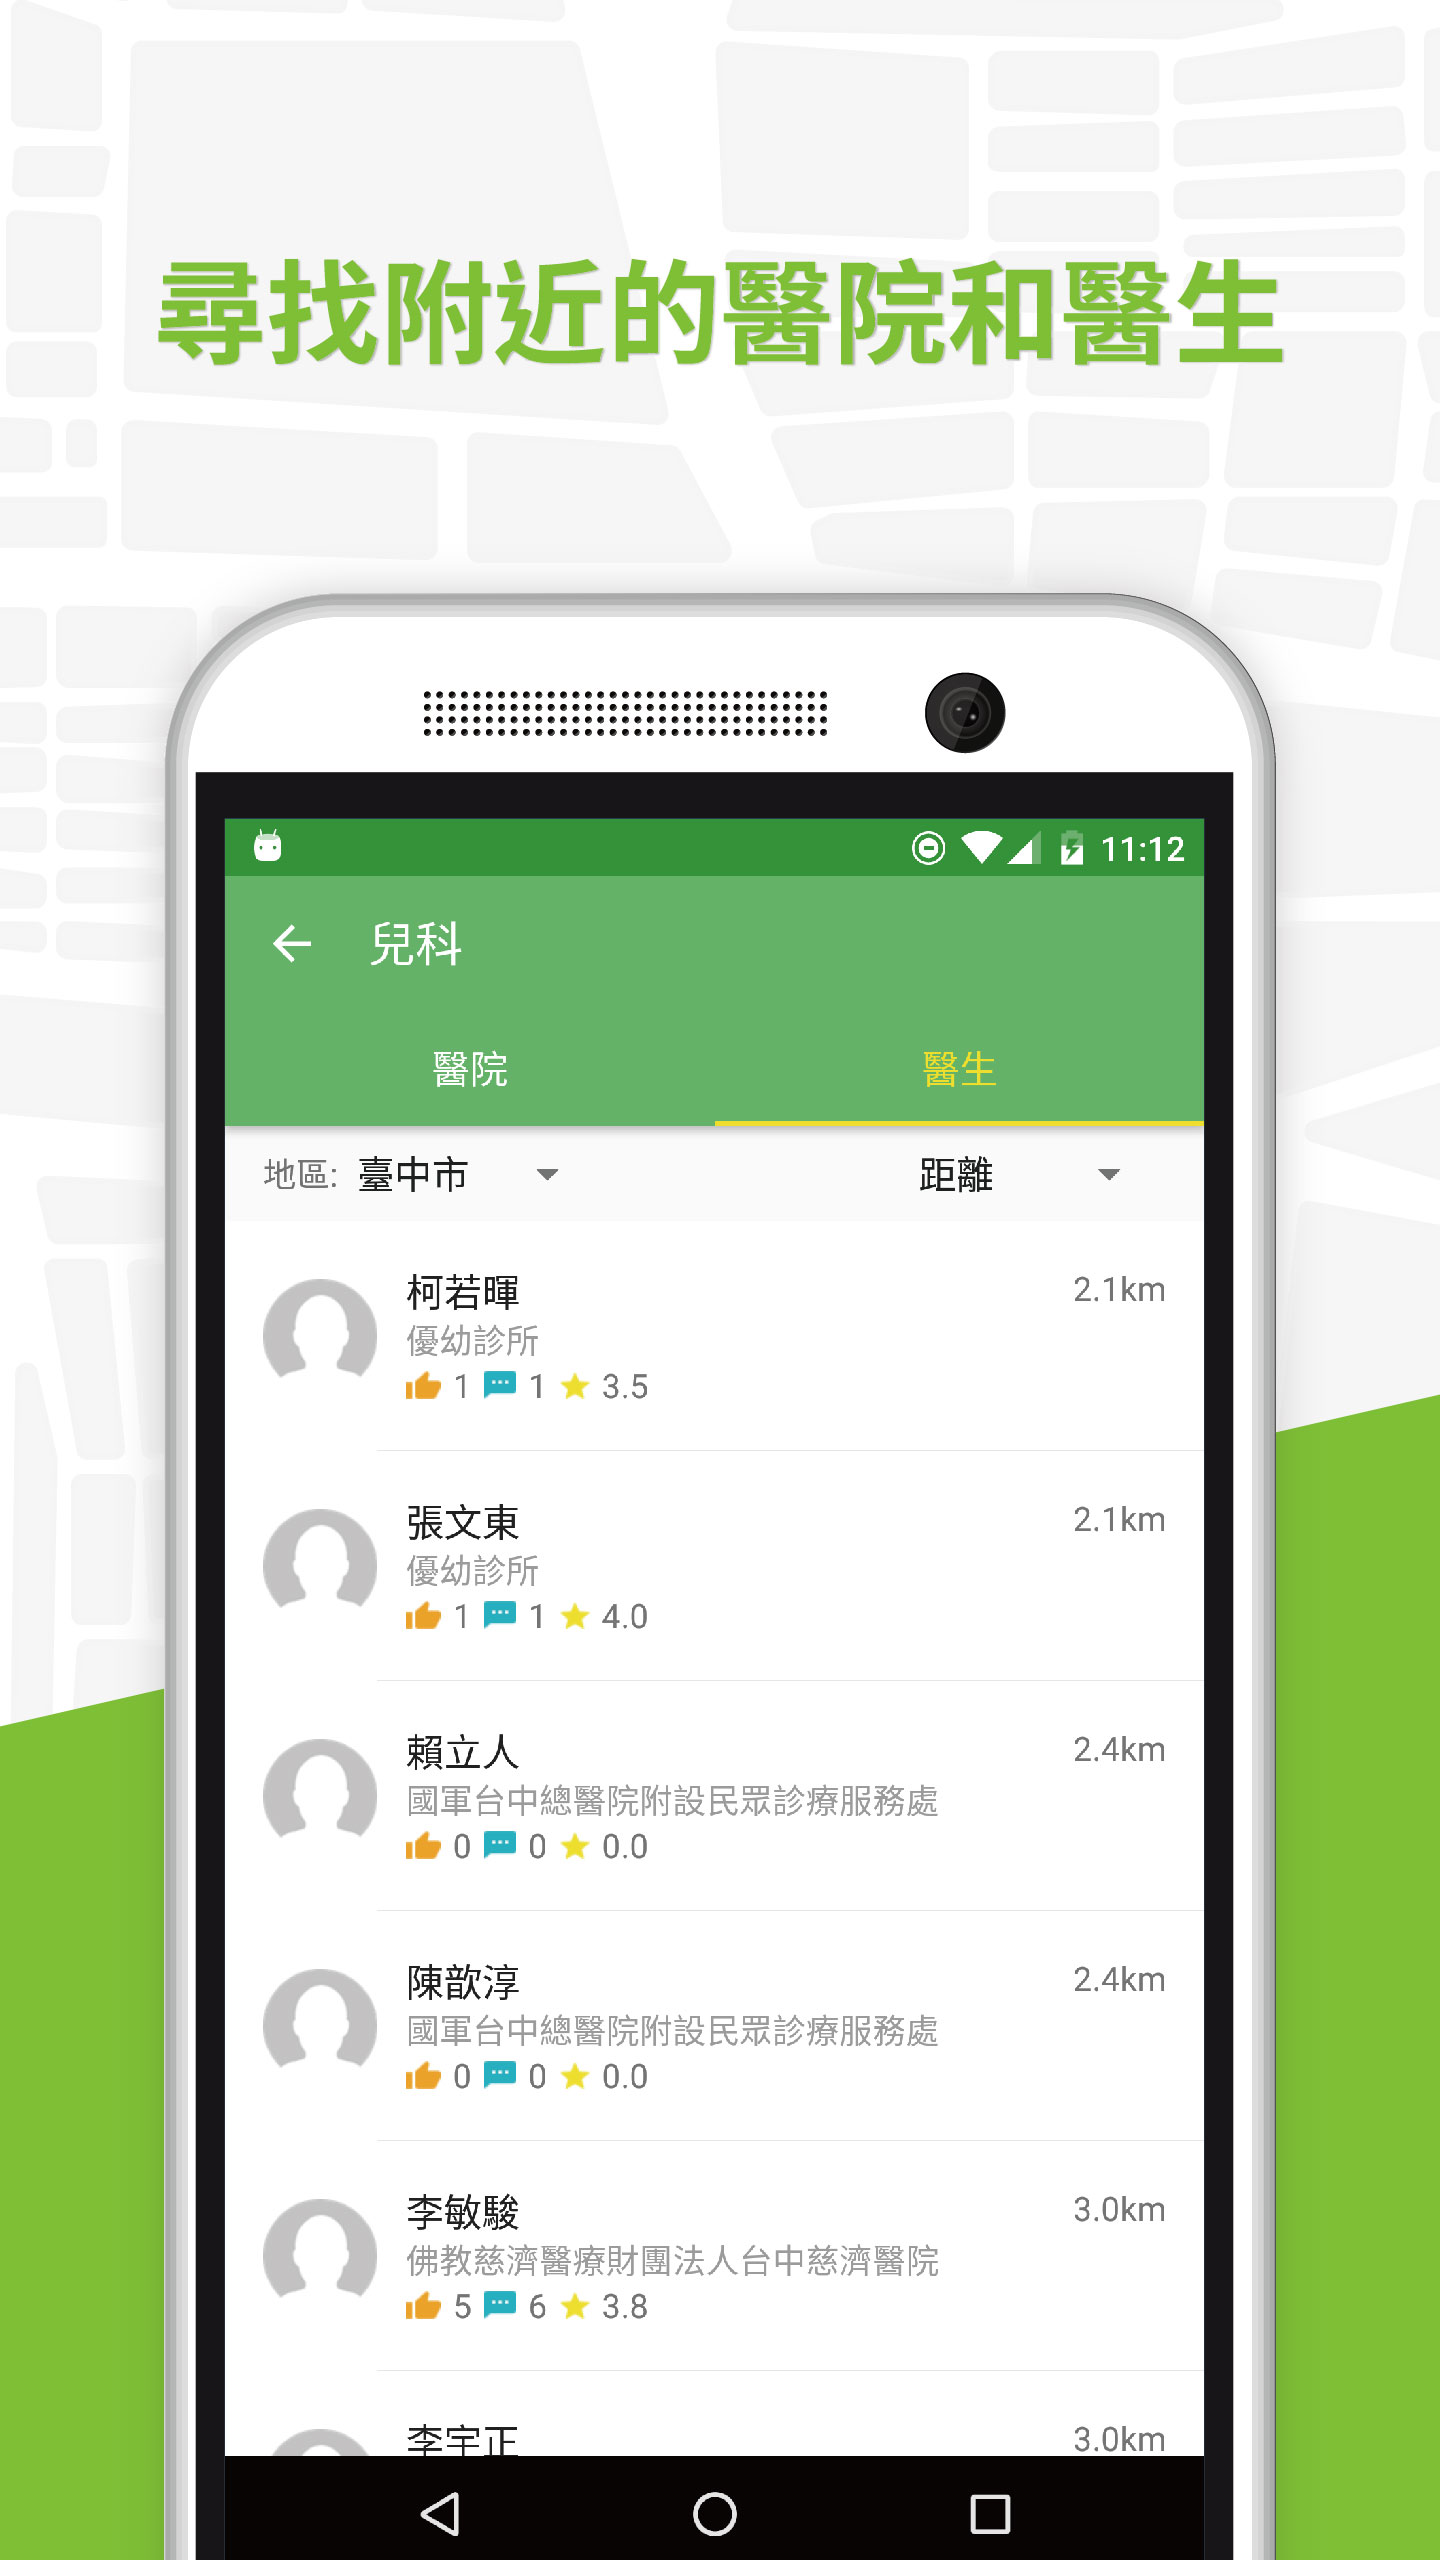 尋找附近的醫院和醫生
11:12
兒科
醫院 醫生
地區: 臺中市 距離
柯若暉 2.1km
優幼診所
1 1 3.5
張文東 2.1km
優幼診所
1 1 4.0
賴立人 2.4km
國軍台中總醫院附設民眾診療服務處
0 0 0.0
陳歆淳 2.4km
國軍台中總醫院附設民眾診療服務處
0 0 0.0
李敏駿 3.0km
佛教慈濟醫療財團法人台中慈濟醫院
5 6 3.8
李宇正 3.0km